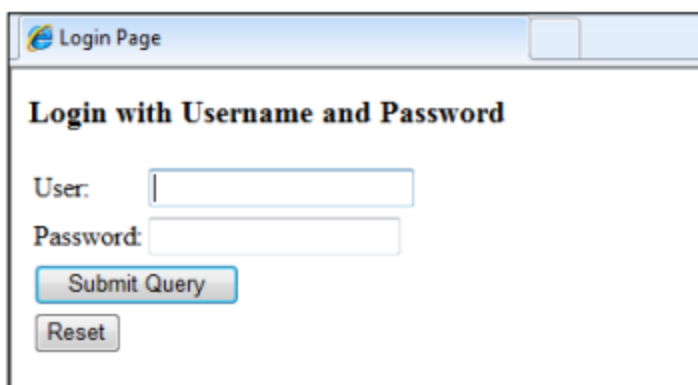 Login Page
Login with Username and Password
User:
Password:
Submit Query
Reset